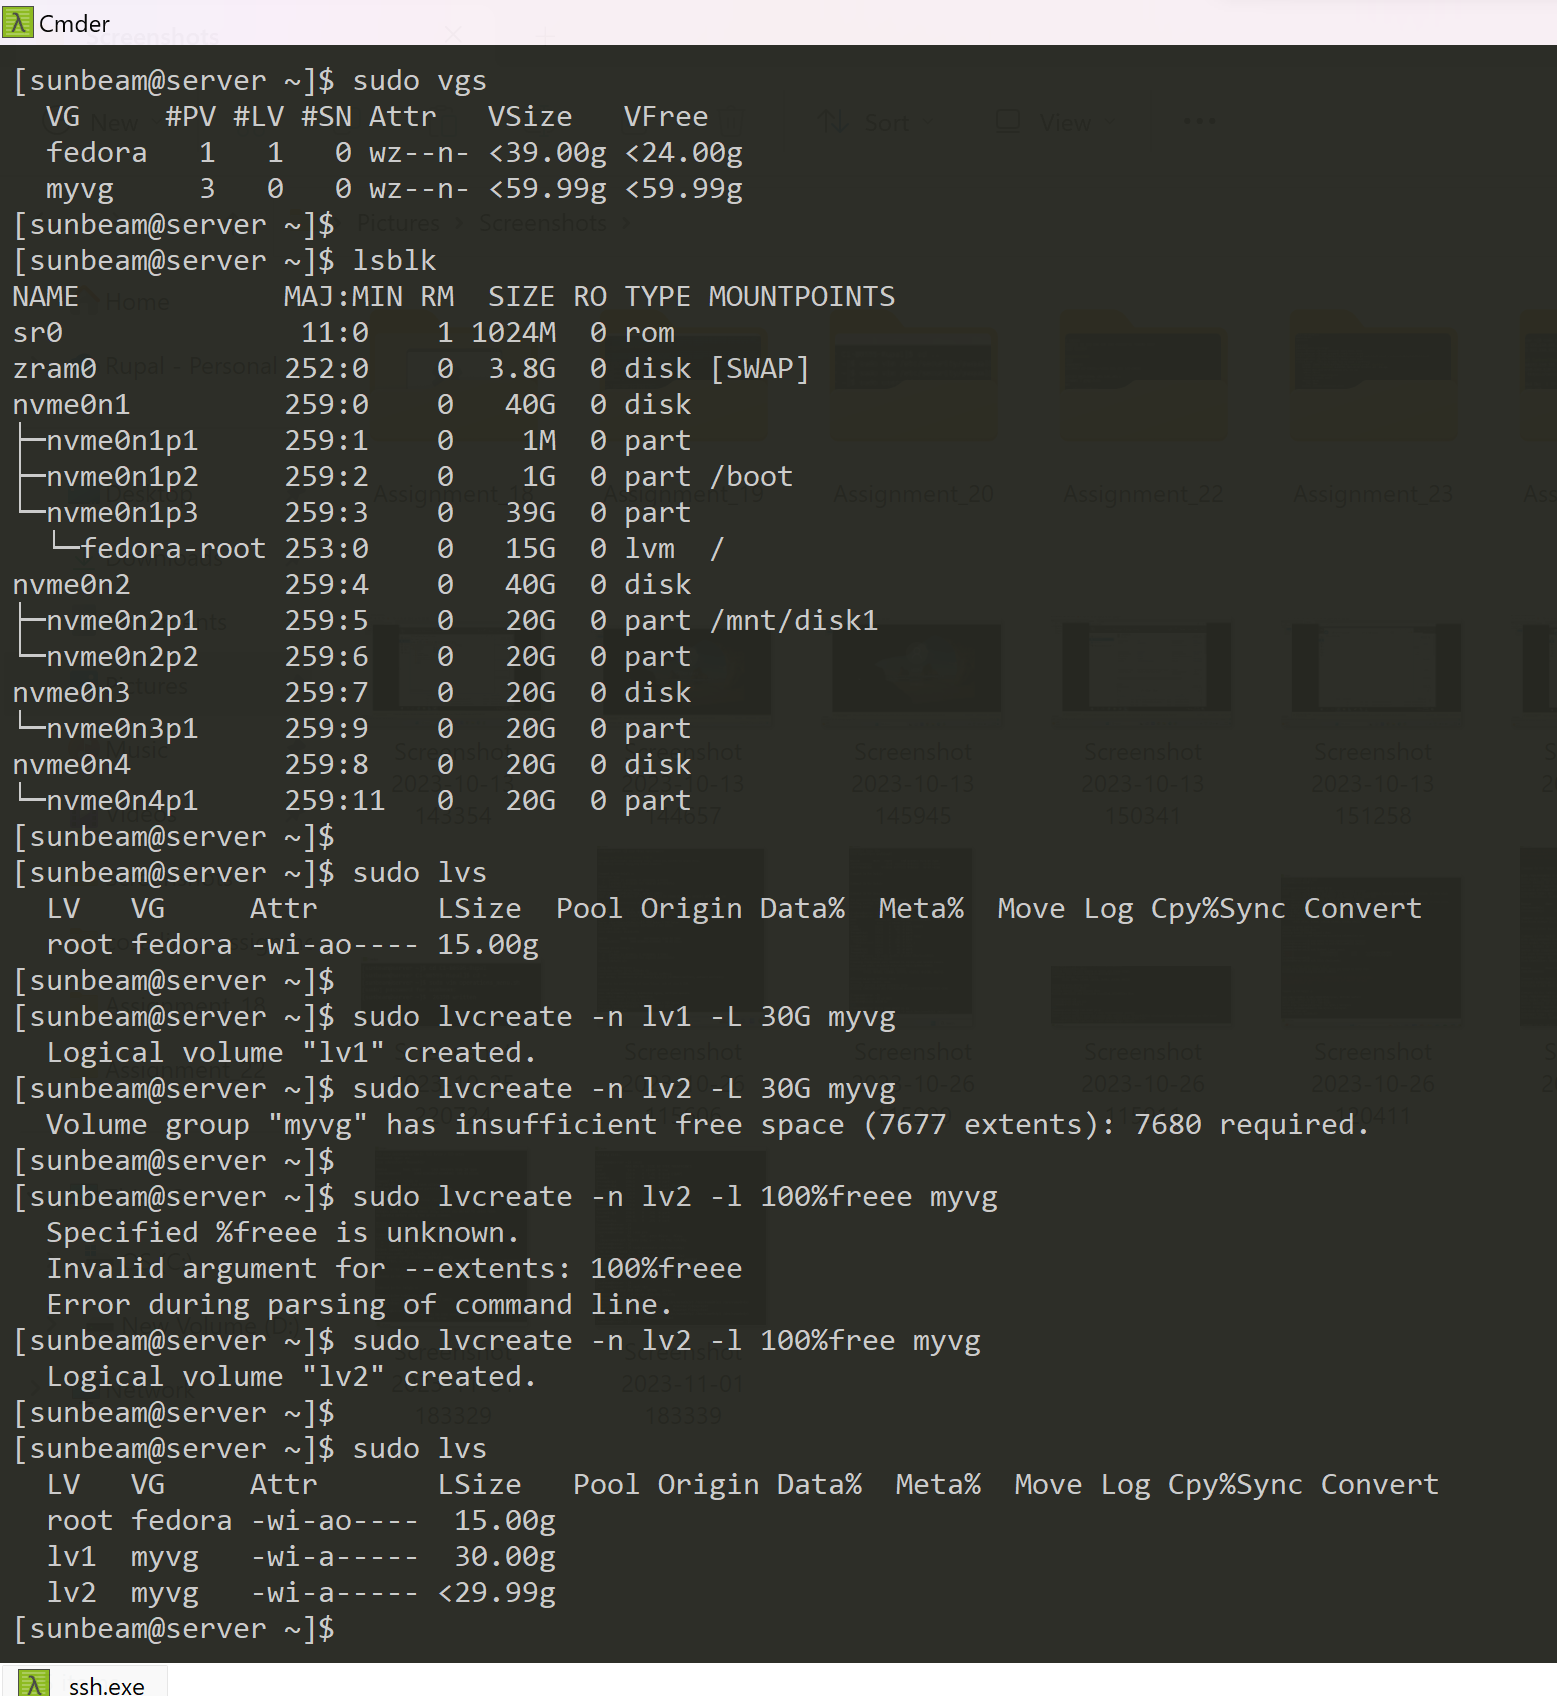 Cmder
[sunbeam@server ~]$ sudo vgs
  VG     #PV #LV #SN Attr   VSize   VFree
  fedora   1   1   0 wz--n- <39.00g <24.00g
  myvg     3   0   0 wz--n- <59.99g <59.99g
[sunbeam@server ~]$
[sunbeam@server ~]$ lsblk
NAME            MAJ:MIN RM   SIZE RO TYPE MOUNTPOINTS
sr0              11:0    1  1024M  0 rom
zram0           252:0    0   3.8G  0 disk [SWAP]
nvme0n1         259:0    0    40G  0 disk
├─nvme0n1p1     259:1    0     1M  0 part
├─nvme0n1p2     259:2    0     1G  0 part /boot
└─nvme0n1p3     259:3    0    39G  0 part
  └─fedora-root 253:0    0    15G  0 lvm  /
nvme0n2         259:4    0    40G  0 disk
├─nvme0n2p1     259:5    0    20G  0 part /mnt/disk1
└─nvme0n2p2     259:6    0    20G  0 part
nvme0n3         259:7    0    20G  0 disk
└─nvme0n3p1     259:9    0    20G  0 part
nvme0n4         259:8    0    20G  0 disk
└─nvme0n4p1     259:11   0    20G  0 part
[sunbeam@server ~]$
[sunbeam@server ~]$ sudo lvs
  LV   VG     Attr       LSize  Pool Origin Data%  Meta%  Move Log Cpy%Sync Convert
  root fedora -wi-ao---- 15.00g
[sunbeam@server ~]$
[sunbeam@server ~]$ sudo lvcreate -n lv1 -L 30G myvg
  Logical volume "lv1" created.
[sunbeam@server ~]$ sudo lvcreate -n lv2 -L 30G myvg
  Volume group "myvg" has insufficient free space (7677 extents): 7680 required.
[sunbeam@server ~]$
[sunbeam@server ~]$ sudo lvcreate -n lv2 -l 100%freee myvg
  Specified %freee is unknown.
  Invalid argument for --extents: 100%freee
  Error during parsing of command line.
[sunbeam@server ~]$ sudo lvcreate -n lv2 -l 100%free myvg
  Logical volume "lv2" created.
[sunbeam@server ~]$
[sunbeam@server ~]$ sudo lvs
  LV   VG     Attr       LSize   Pool Origin Data%  Meta%  Move Log Cpy%Sync Convert
  root fedora -wi-ao----  15.00g
  lv1  myvg   -wi-a-----  30.00g
  lv2  myvg   -wi-a----- <29.99g
[sunbeam@server ~]$
ssh.exe